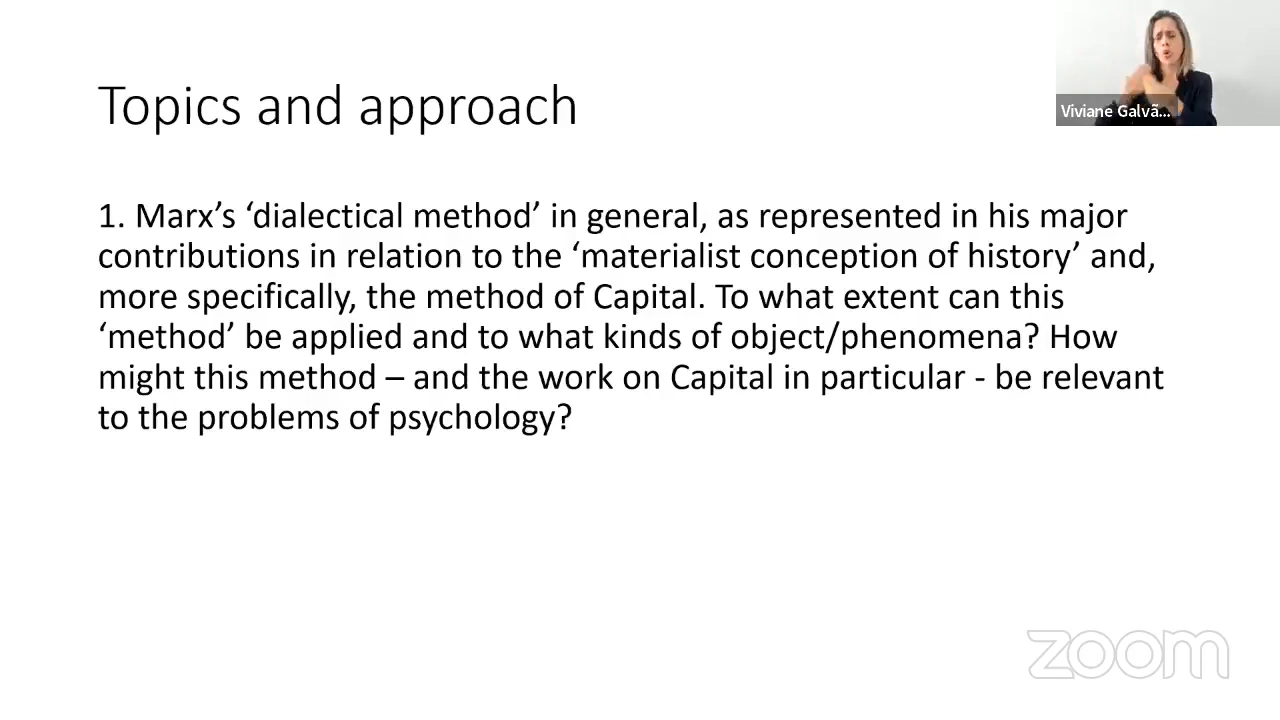 Topics and approach
Viviane Galvã...
1. Marx’s ‘dialectical method’ in general, as represented in his major
contributions in relation to the ‘materialist conception of history’ and,
more specifically, the method of Capital. To what extent can this
‘method’ be applied and to what kinds of object/phenomena? How
might this method – and the work on Capital in particular - be relevant
to the problems of psychology?
zoom